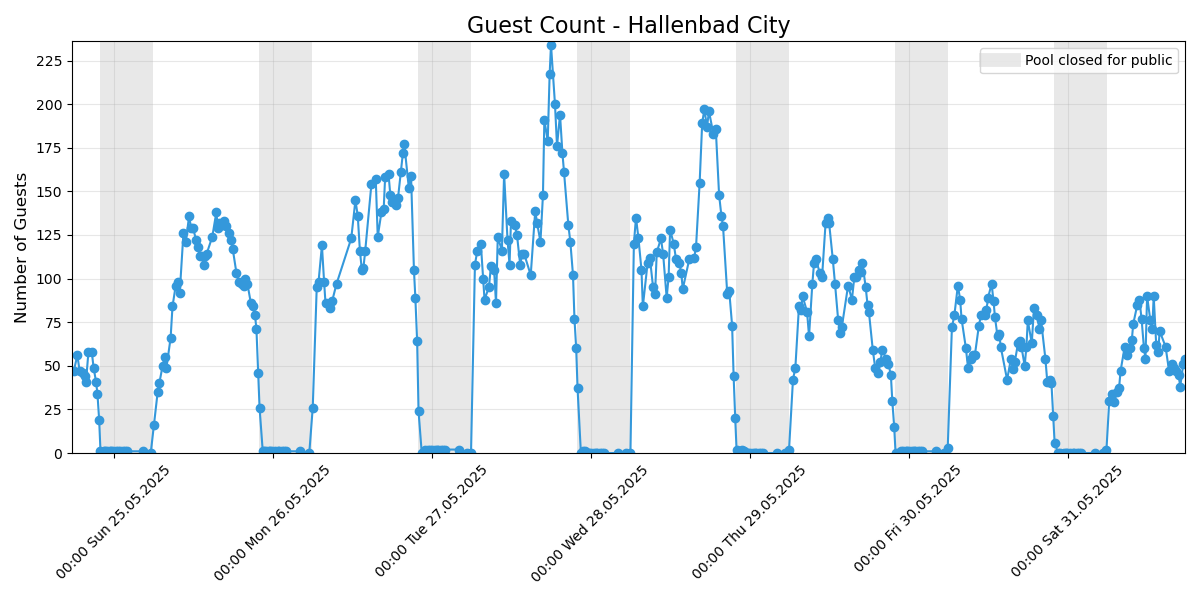 Guest Count - Hallenbad City
Pool closed for public
Number of Guests
225
200
175
150
125
100
75
50
25
0
00:00 Sun 25.05.2025
00:00 Mon 26.05.2025
00:00 Tue 27.05.2025
00:00 Wed 28.05.2025
00:00 Thu 29.05.2025
00:00 Fri 30.05.2025
00:00 Sat 31.05.2025